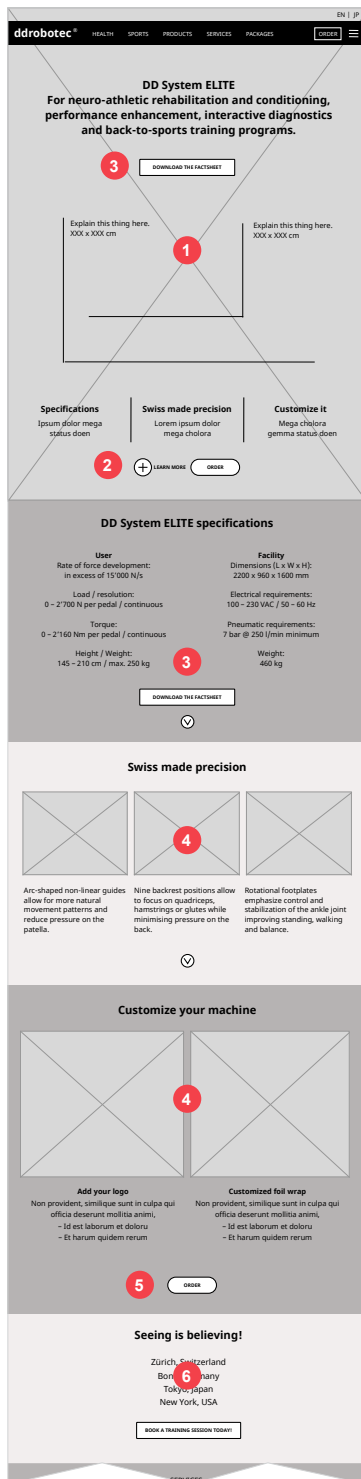 EN | JP
ddrobotec® HEALTH SPORTS PRODUCTS SERVICES PACKAGES ORDER
DD System ELITE
For neuro-athletic rehabilitation and conditioning,
performance enhancement, interactive diagnostics
and back-to-sports training programs.
3
DOWNLOAD THE FACTSHEET
Explain this thing here.
XXX x XXX cm
Explain this thing here.
XXX x XXX cm
1
Specifications
Ipsum dolor mega
status doen
Swiss made precision
Lorem ipsum dolor
mega cholora
Customize it
Mega cholora
gemma status doen
2
LEARN MORE
ORDER
DD System ELITE specifications
User
Rate of force development:
in excess of 15'000 N/s
Load / resolution:
0 – 2'700 N per pedal / continuous
Torque:
0 – 2'160 Nm per pedal / continuous
Height / Weight:
145 – 210 cm / max. 250 kg
Facility
Dimensions (L x W x H):
2200 x 960 x 1600 mm
Electrical requirements:
100 – 230 VAC / 50 – 60 Hz
Pneumatic requirements:
7 bar @ 250 l/min minimum
Weight:
460 kg
3
DOWNLOAD THE FACTSHEET
Swiss made precision
4
Arc-shaped non-linear guides
allow for more natural
movement patterns and
reduce pressure on the
patella.
Nine backrest positions allow
to focus on quadriceps,
hamstrings or glutes while
minimising pressure on the
back.
Rotational footplates
emphasize control and
stabilization of the ankle joint
improving standing, walking
and balance.
Customize your machine
4
Add your logo
Non provident, similique sunt in culpa qui
officia deserunt mollitia animi,
– Id est laborum et doloru
– Et harum quidem rerum
Customized foil wrap
Non provident, similique sunt in culpa qui
officia deserunt mollitia animi,
– Id est laborum et doloru
– Et harum quidem rerum
5
ORDER
Seeing is believing!
Zürich, Switzerland
6
Tokyo, Japan
New York, USA
BOOK A TRAINING SESSION TODAY!
SERVICES